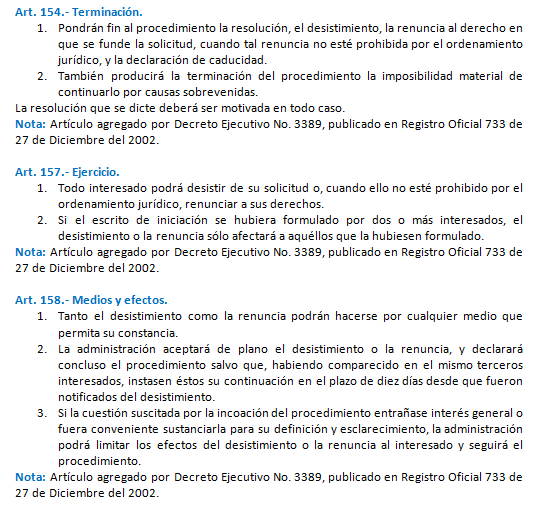 Art. 154.- Terminación.
1. Pondrán fin al procedimiento la resolución, el desistimiento, la renuncia al derecho en
que se funde la solicitud, cuando tal renuncia no esté prohibida por el ordenamiento
jurídico, y la declaración de caducidad.
2. También producirá la terminación del procedimiento la imposibilidad material de
continuarlo por causas sobrevenidas.
La resolución que se dicte deberá ser motivada en todo caso.
Nota: Artículo agregado por Decreto Ejecutivo No. 3389, publicado en Registro Oficial 733 de
27 de Diciembre del 2002.
Art. 157.- Ejercicio.
1. Todo interesado podrá desistir de su solicitud o, cuando ello no esté prohibido por el
ordenamiento jurídico, renunciar a sus derechos.
2. Si el escrito de iniciación se hubiera formulado por dos o más interesados, el
desistimiento o la renuncia sólo afectará a aquéllos que la hubiesen formulado.
Nota: Artículo agregado por Decreto Ejecutivo No. 3389, publicado en Registro Oficial 733 de
27 de Diciembre del 2002.
Art. 158.- Medios y efectos.
1. Tanto el desistimiento como la renuncia podrán hacerse por cualquier medio que
permita su constancia.
2. La administración aceptará de plano el desistimiento o la renuncia, y declarará
concluso el procedimiento salvo que, habiendo comparecido en el mismo terceros
interesados, instasen éstos su continuación en el plazo de diez días desde que fueron
notificados del desistimiento.
3. Si la cuestión suscitada por la incoación del procedimiento entrañase interés general o
fuera conveniente sustanciarla para su definición y esclarecimiento, la administración
podrá limitar los efectos del desistimiento o la renuncia al interesado y seguirá el
procedimiento.
Nota: Artículo agregado por Decreto Ejecutivo No. 3389, publicado en Registro Oficial 733 de
27 de Diciembre del 2002.